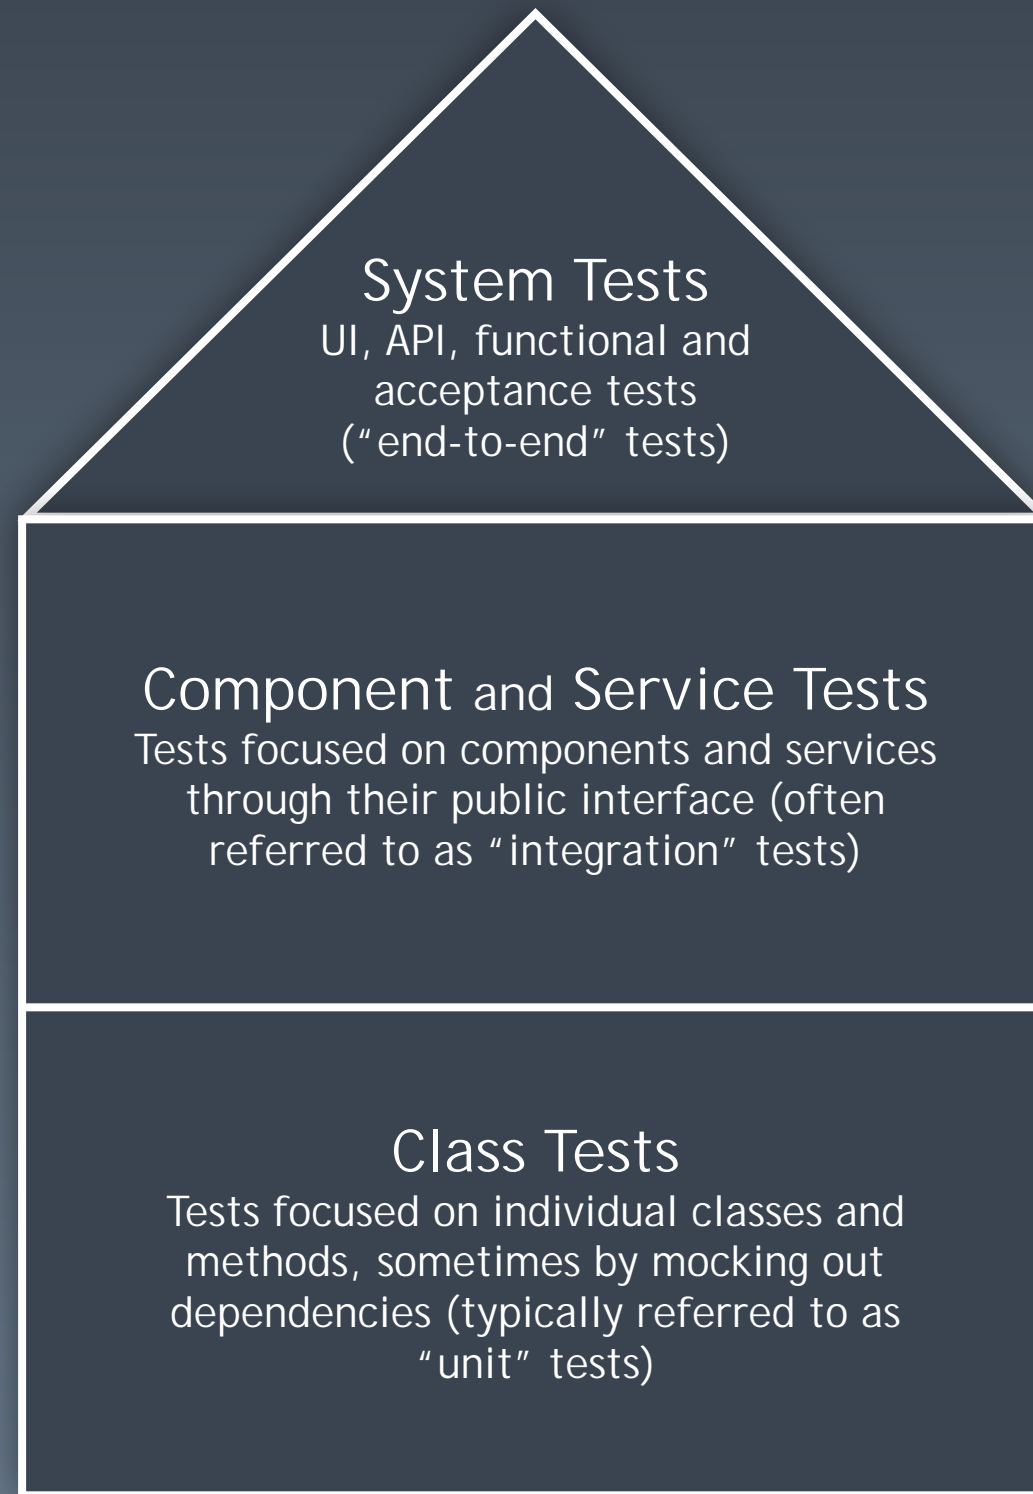 System Tests
UI, API, functional and
acceptance tests
(“end-to-end” tests)
Component and Service Tests
Tests focused on components and services
through their public interface (often
referred to as “integration” tests)
Class Tests
Tests focused on individual classes and
methods, sometimes by mocking out
dependencies (typically referred to as
“unit” tests)